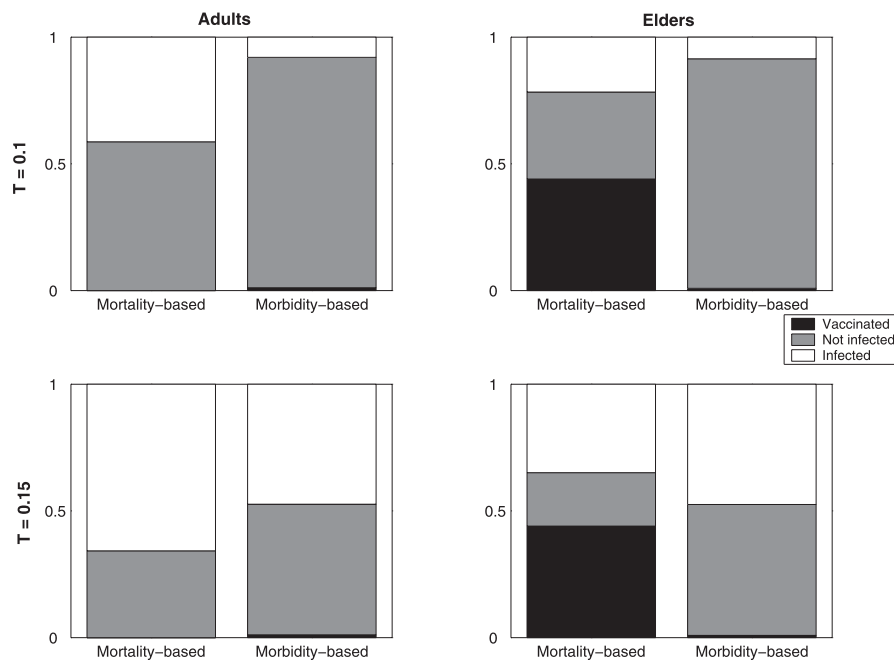 Adults
Elders
T = 0.1
1
0.5
0
Mortality−based
Morbidity−based
1
0.5
0
Mortality−based
Morbidity−based
Vaccinated
Not infected
Infected
T = 0.15
1
0.5
0
Mortality−based
Morbidity−based
1
0.5
0
Mortality−based
Morbidity−based